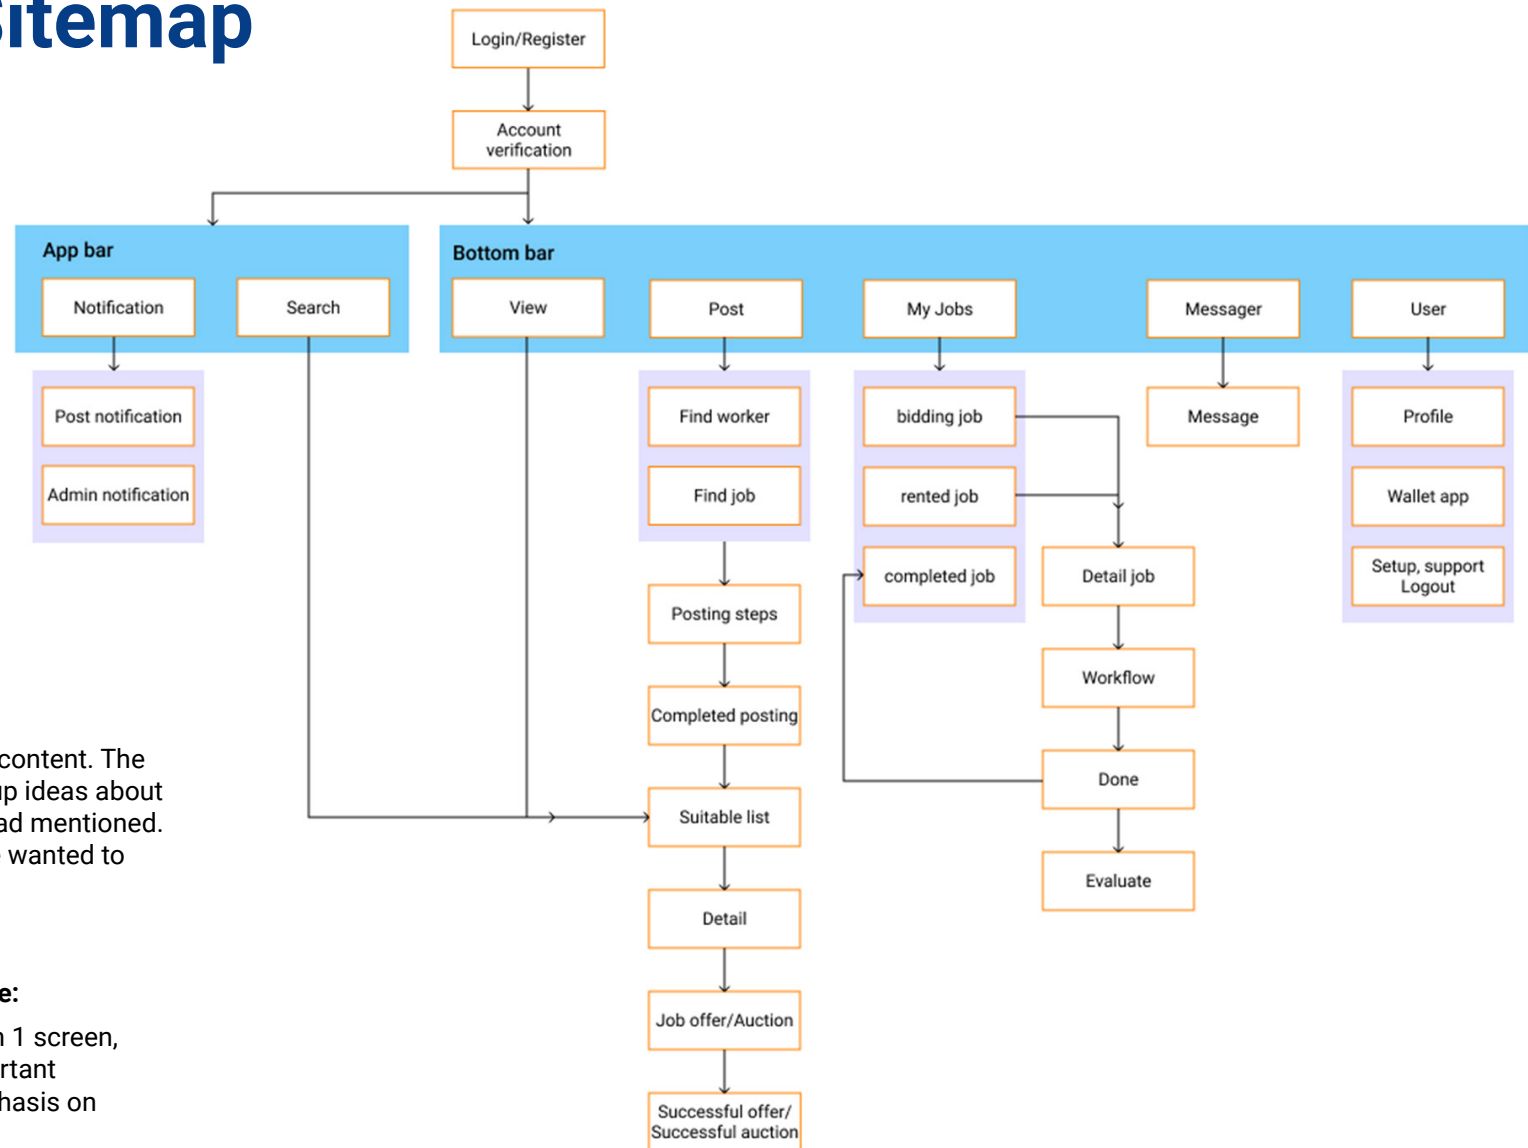 Sitemap
Login/Register
Account
verification
App bar
Notification
Search
Bottom bar
View
Post
My Jobs
Messager
User
Post notification
Admin notification
Find worker
Find job
bidding job
rented job
completed job
Message
Profile
Wallet app
Setup, support
Logout
Posting steps
Completed posting
Suitable list
Detail
Job offer/Auction
Successful offer/
Successful auction
Detail job
Workflow
Done
Evaluate
content. The
up ideas about
ad mentioned.
wanted to
e:
1 screen,
rtant
hasis on